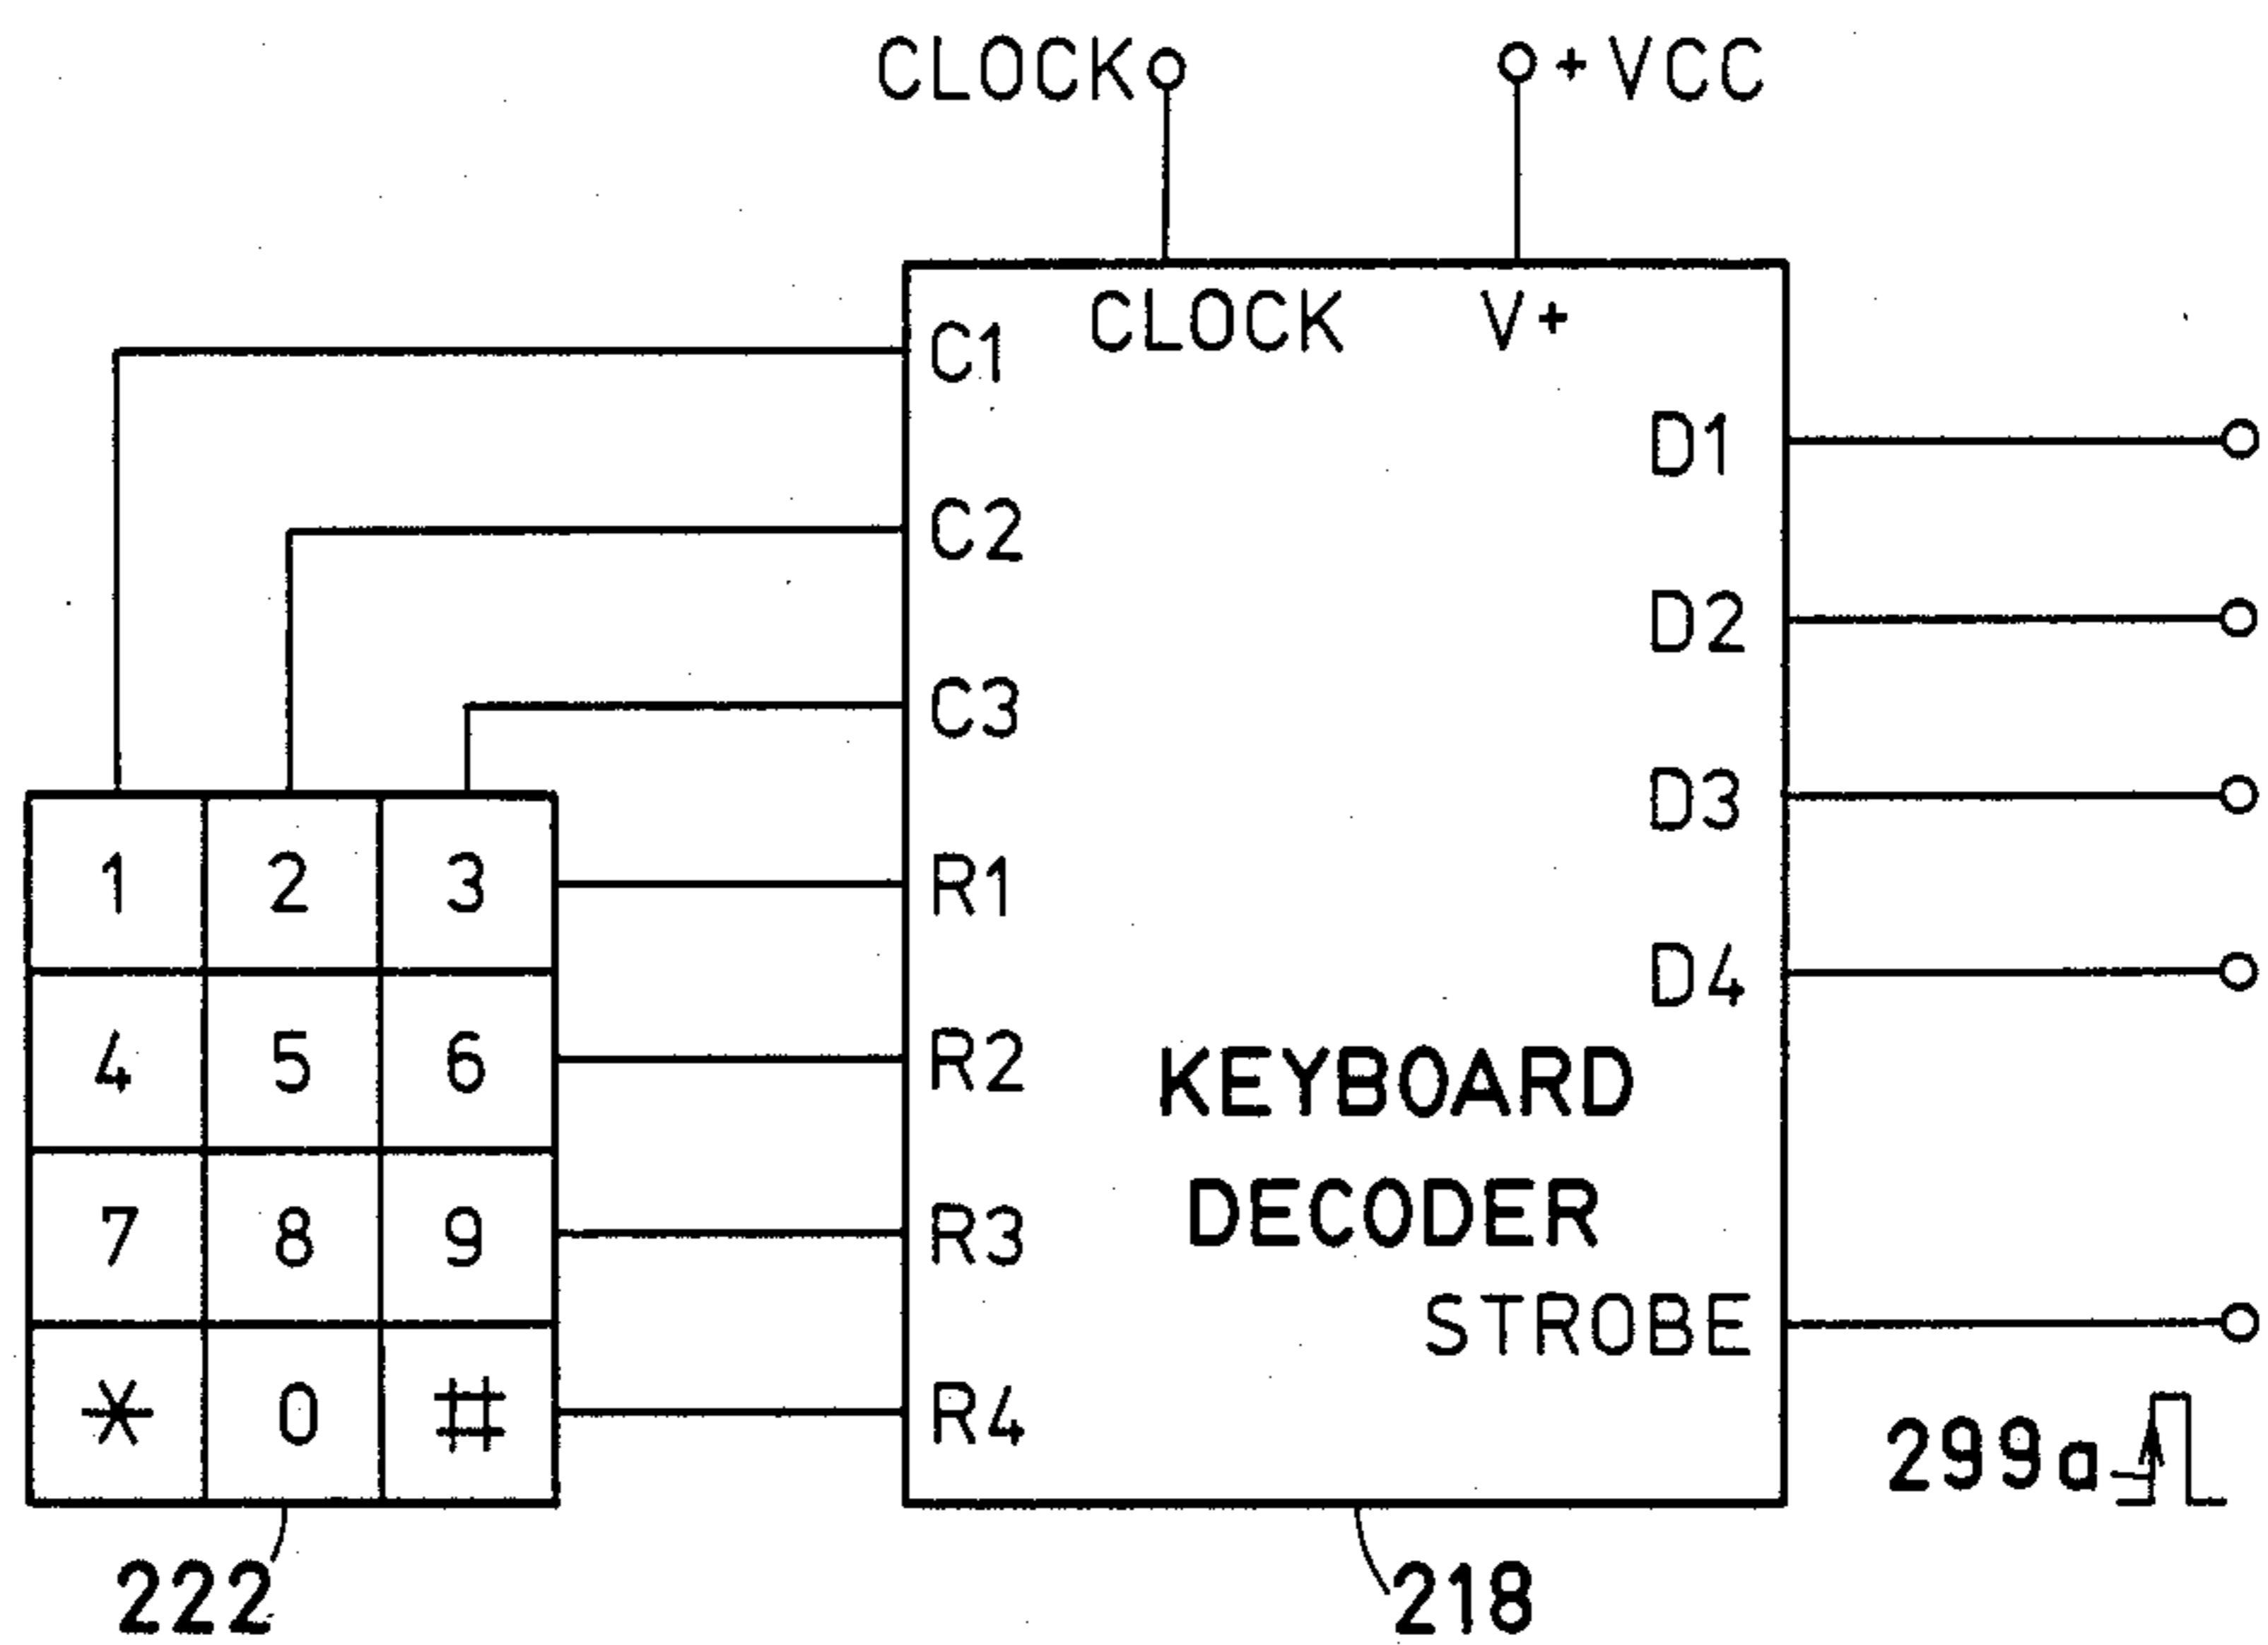 CLOCK
+VCC
CLOCK
V+
C1
C2
C3
R1
R2
R3
R4
D1
D2
D3
D4
KEYBOARD
DECODER
STROBE
1 2 3
4 5 6
7 8 9
* 0 #
299a
222
218